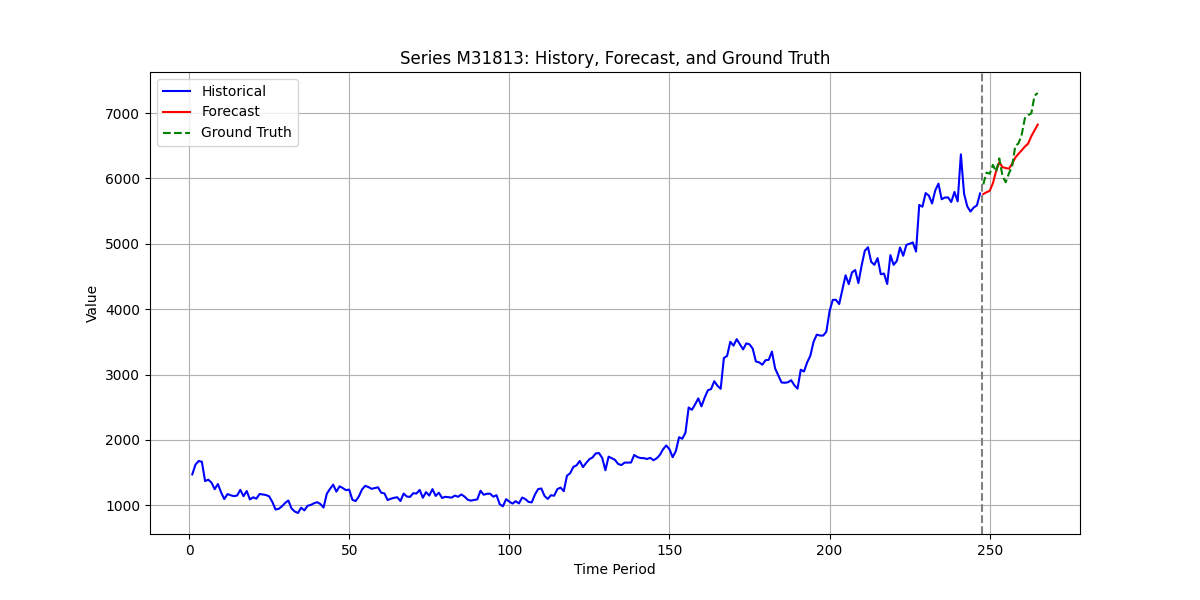 Series M31813: History, Forecast, and Ground Truth
Historical
Forecast
Ground Truth
7000
6000
5000
4000
3000
2000
1000
Value
0
50
100
150
200
250
Time Period